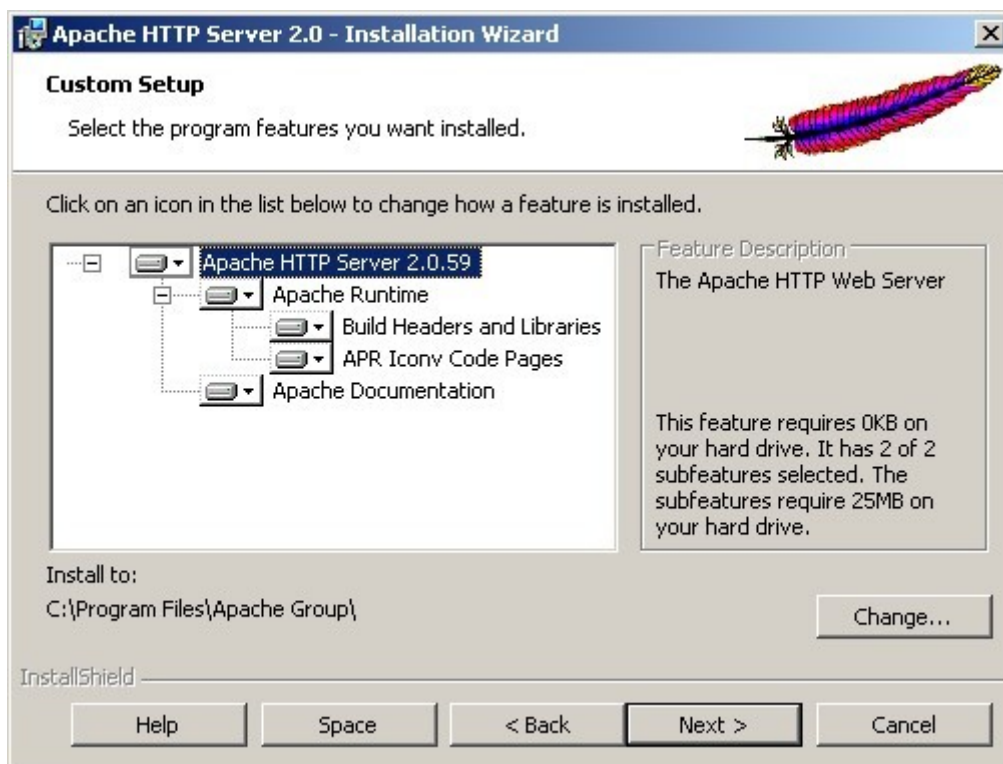 Apache HTTP Server 2.0 - Installation Wizard
Custom Setup
Select the program features you want installed.
Click on an icon in the list below to change how a feature is installed.
Apache HTTP Server 2.0.59
Apache Runtime
Build Headers and Libraries
APR Iconv Code Pages
Apache Documentation
Feature Description
The Apache HTTP Web Server
This feature requires 0KB on
your hard drive. It has 2 of 2
subfeatures selected. The
subfeatures require 25MB on
your hard drive.
Install to:
C:\Program Files\Apache Group\
Change...
InstallShield
Help
Space
< Back
Next >
Cancel